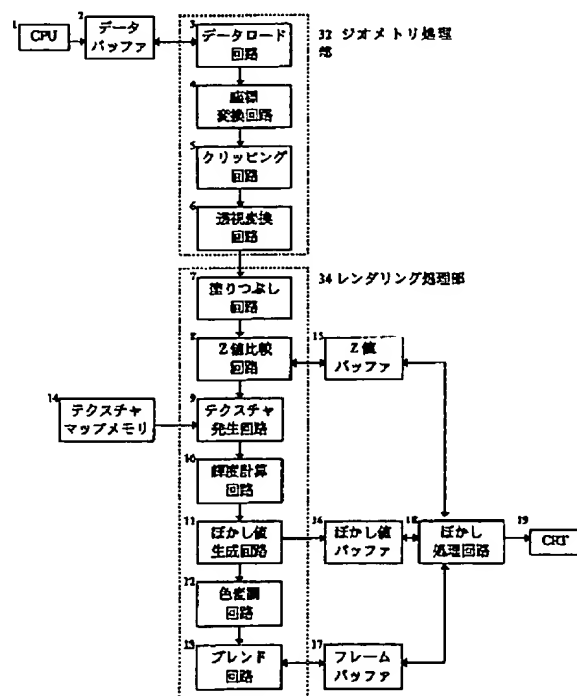 1
CPU
2
データ
バッファ
3
データロード
回路
32 ジオメトリ処理
部
4
座標
変換回路
5
クリッピング
回路
6
透視変換
回路
7
塗りつぶし
回路
34レンダリング処理部
8
Z値比較
回路
15
Z値
バッファ
14
テクスチャ
マップメモリ
9
テクスチャ
発生回路
10
輝度計算
回路
11
ぼかし値
生成回路
16
ぼかし値
バッファ
18
ぼかし
処理回路
19
CRT
12
色変調
回路
13
ブレンド
回路
17
フレーム
バッファ